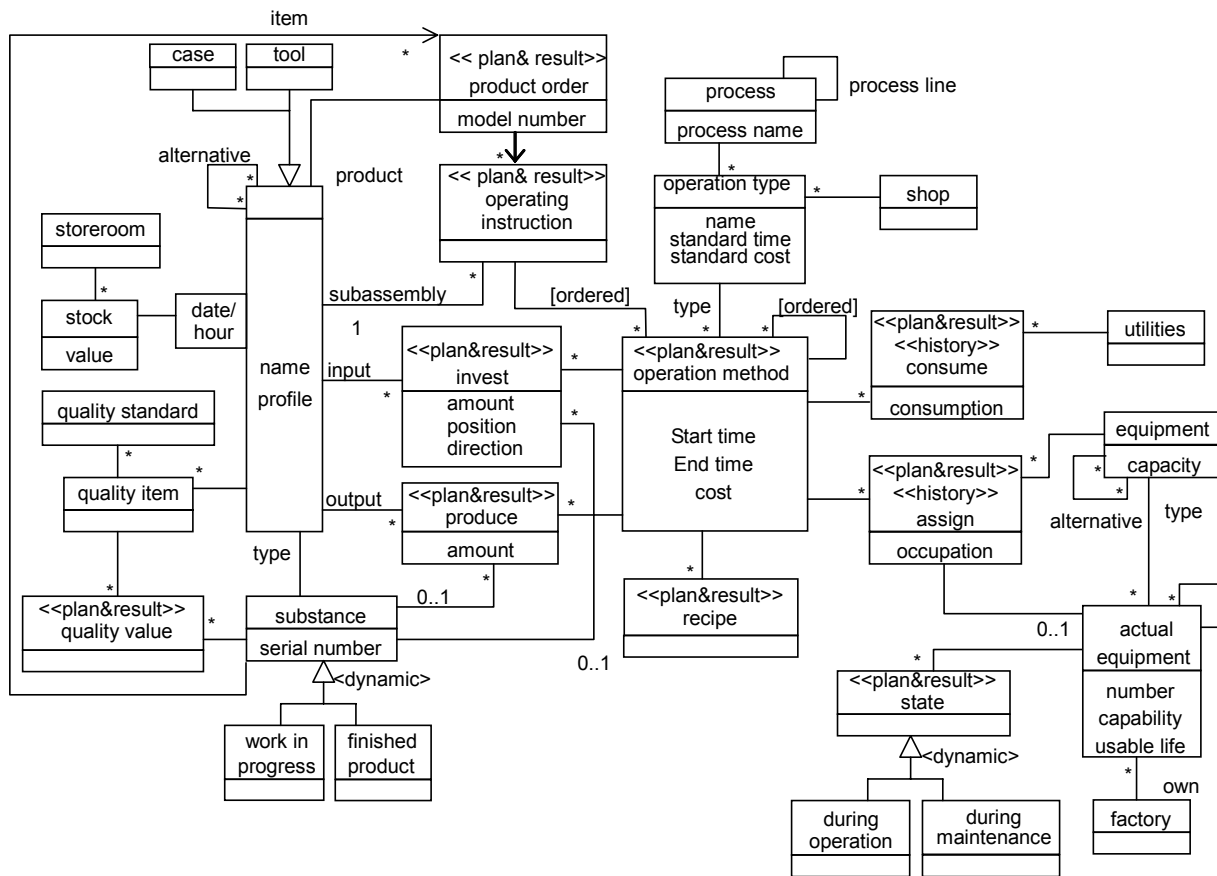 item
case
tool
*
<< plan& result>>
product order
model number
process
process name
process line
alternative
*
*
product
*
<< plan& result>>
operating
instruction
*
operation type
name
standard time
standard cost
*
shop
storeroom
*
stock
value
date/
hour
name
profile
subassembly
*
1
[ordered]
*
type
*
[ordered]
*
<<plan&result>>
<<history>>
consume
consumption
*
utilities
input
*
<<plan&result>>
invest
amount
position
direction
*
*
<<plan&result>>
operation method
Start time
End time
cost
*
quality standard
*
quality item
*
*
output
*
<<plan&result>>
produce
amount
*
*
*
<<plan&result>>
<<history>>
assign
occupation
*
equipment
capacity
*
*
alternative
type
*
type
substance
serial number
0..1
0..1
<<plan&result>>
quality value
*
*
<<plan&result>>
recipe
0..1
*
actual
equipment
number
capability
usable life
*
own
factory
<dynamic>
work in
progress
finished
product
*
<<plan&result>>
state
<dynamic>
during
operation
during
maintenance